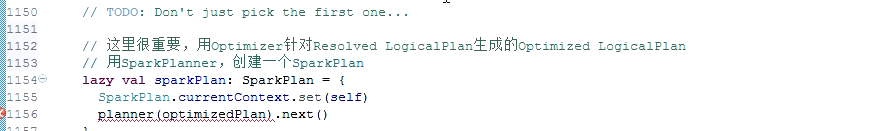 1150 // TODO: Don't just pick the first one...
1151
1152 // 这里很重要，用Optimizer针对Resolved LogicalPlan生成的Optimized LogicalPlan
1153 // 用SparkPlanner，创建一个SparkPlan
1154 lazy val sparkPlan: SparkPlan = {
1155 SparkPlan.currentContext.set(self)
1156 planner(optimizedPlan).next()
1157 }